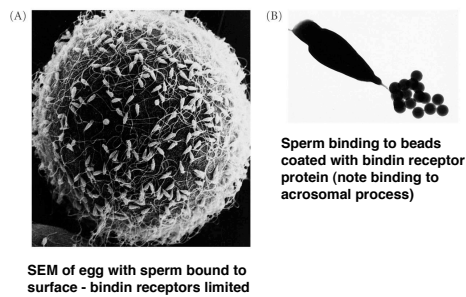 (A)
(B)
Sperm binding to beads
coated with bindin receptor
protein (note binding to
acrosomal process)
SEM of egg with sperm bound to
surface - bindin receptors limited